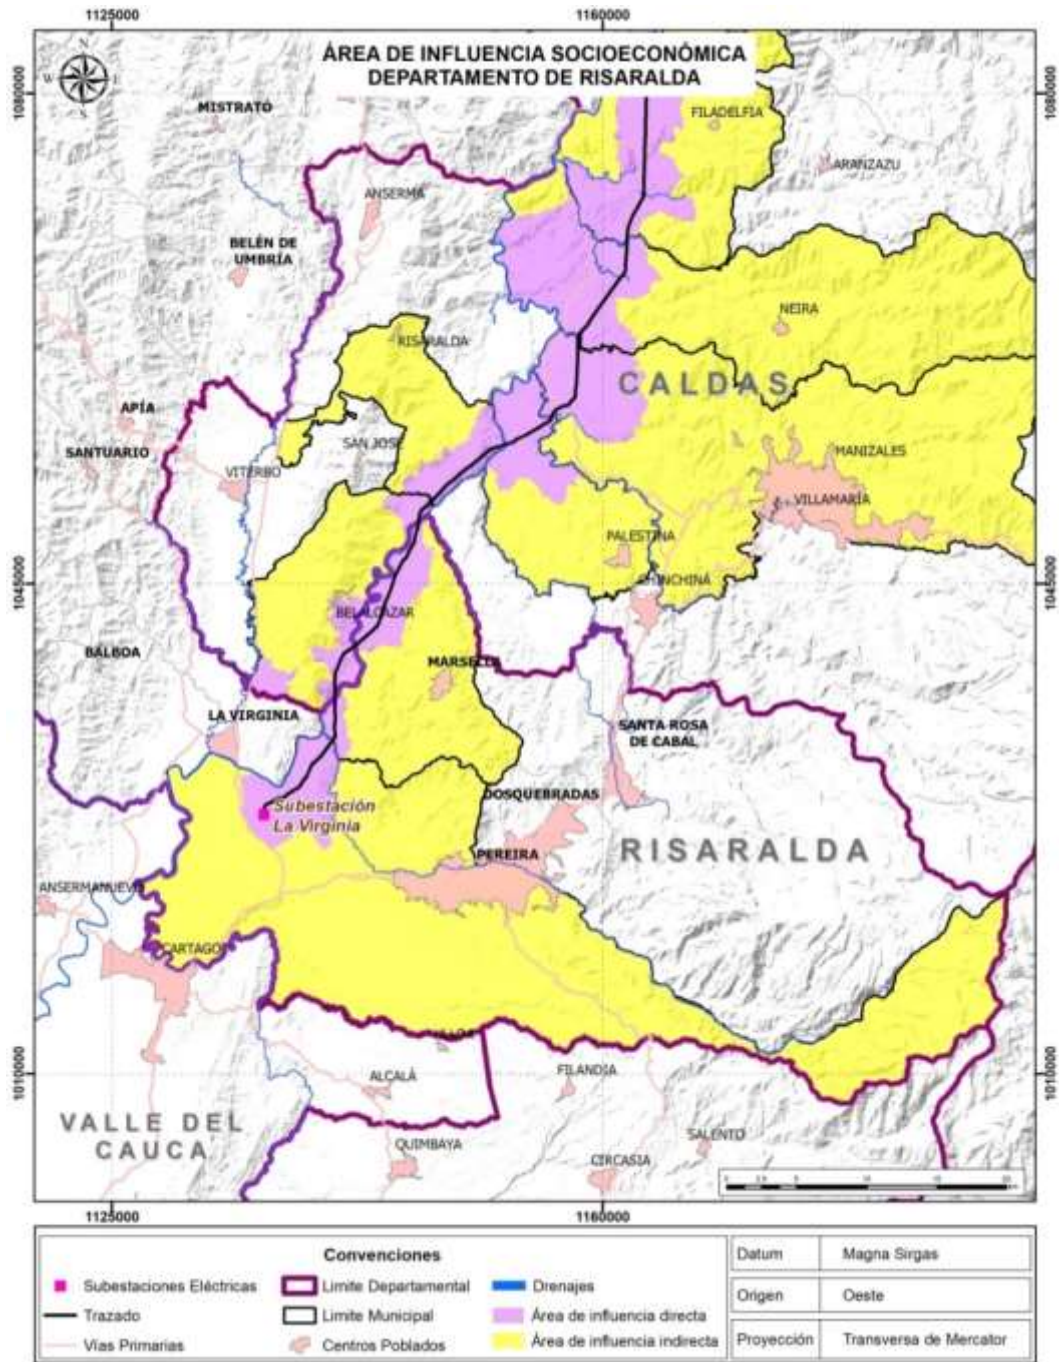 1125000
1160000
ÁREA DE INFLUENCIA SOCIOECONÓMICA
DEPARTAMENTO DE RISARALDA
1080000
1080000
N
W
S
MISTRATÓ
FILADELFIA
ARANZAZU
ANSERMA
BELÉN DE
UMBRÍA
NEIRA
RISARALDA
CALDAS
APÍA
SANTUARIO
SAN JOSÉ
MANIZALES
VITERBO
VILLAMARÍA
PALESTINA
CHINCHINÁ
1045000
1045000
BELALCÁZAR
BALBOA
MARSELLA
LA VIRGINIA
SANTA ROSA
DE CABAL
DOSQUEBRADAS
Subestación
La Virginia
PEREIRA
RISARALDA
ANSERMANUEVO
CARTAGO
1010000
1010000
ALCALÁ
FILANDIA
VALLE DEL
CAUCA
QUIMBAYA
SALENTO
CIRCASIA
1125000
1160000
Convenciones
Subestaciones Eléctricas
Limite Departamental
Drenajes
Trazado
Limite Municipal
Área de influencia directa
Vías Primarias
Centros Poblados
Área de influencia indirecta
Datum Magna Sirgas
Origen Oeste
Proyección Transversa de Mercator